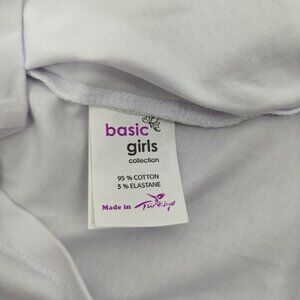 basic
girls
collection
95 % COTTON
5 % ELASTANE
Made in Türkiye